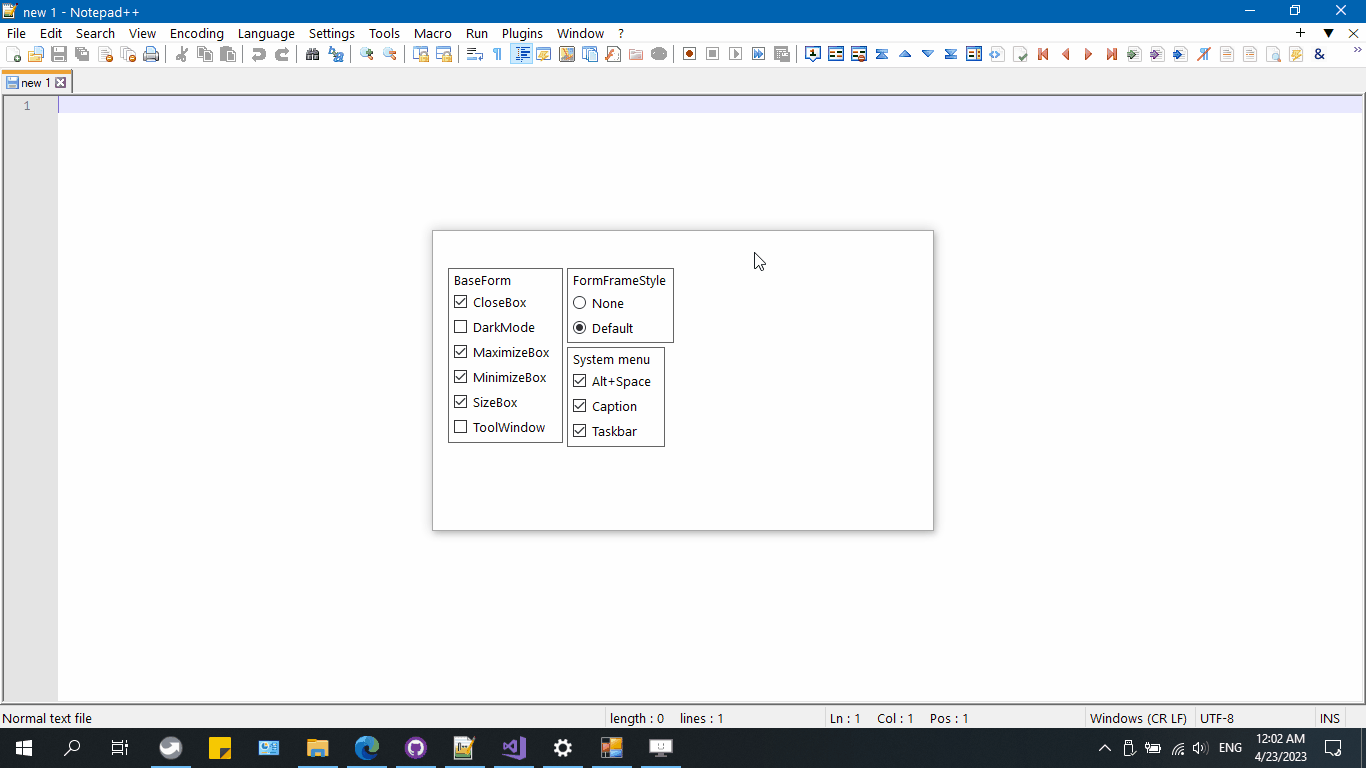 new 1 - Notepad++
File Edit Search View Encoding Language Settings Tools Macro Run Plugins Window ?
new 1
1
BaseForm
CloseBox
DarkMode
MaximizeBox
MinimizeBox
SizeBox
ToolWindow
FormFrameStyle
None
Default
System menu
Alt+Space
Caption
Taskbar
Normal text file length : 0 lines : 1 Ln : 1 Col : 1 Pos : 1 Windows (CR LF) UTF-8 INS
ENG
12:02 AM
4/23/2023